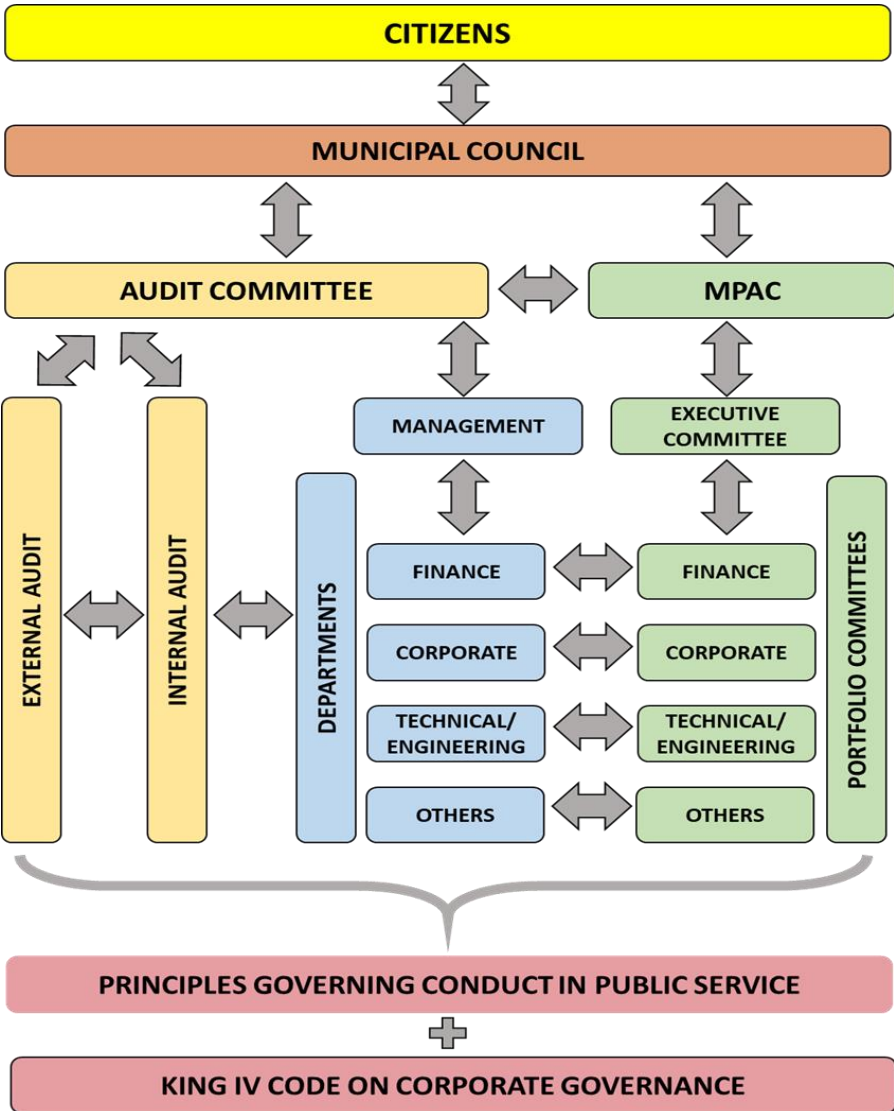 CITIZENS
MUNICIPAL COUNCIL
AUDIT COMMITTEE
MPAC
MANAGEMENT
EXECUTIVE
COMMITTEE
EXTERNAL AUDIT
INTERNAL AUDIT
DEPARTMENTS
FINANCE
FINANCE
CORPORATE
CORPORATE
TECHNICAL/
ENGINEERING
TECHNICAL/
ENGINEERING
OTHERS
OTHERS
PORTFOLIO COMMITTEES
PRINCIPLES GOVERNING CONDUCT IN PUBLIC SERVICE
KING IV CODE ON CORPORATE GOVERNANCE